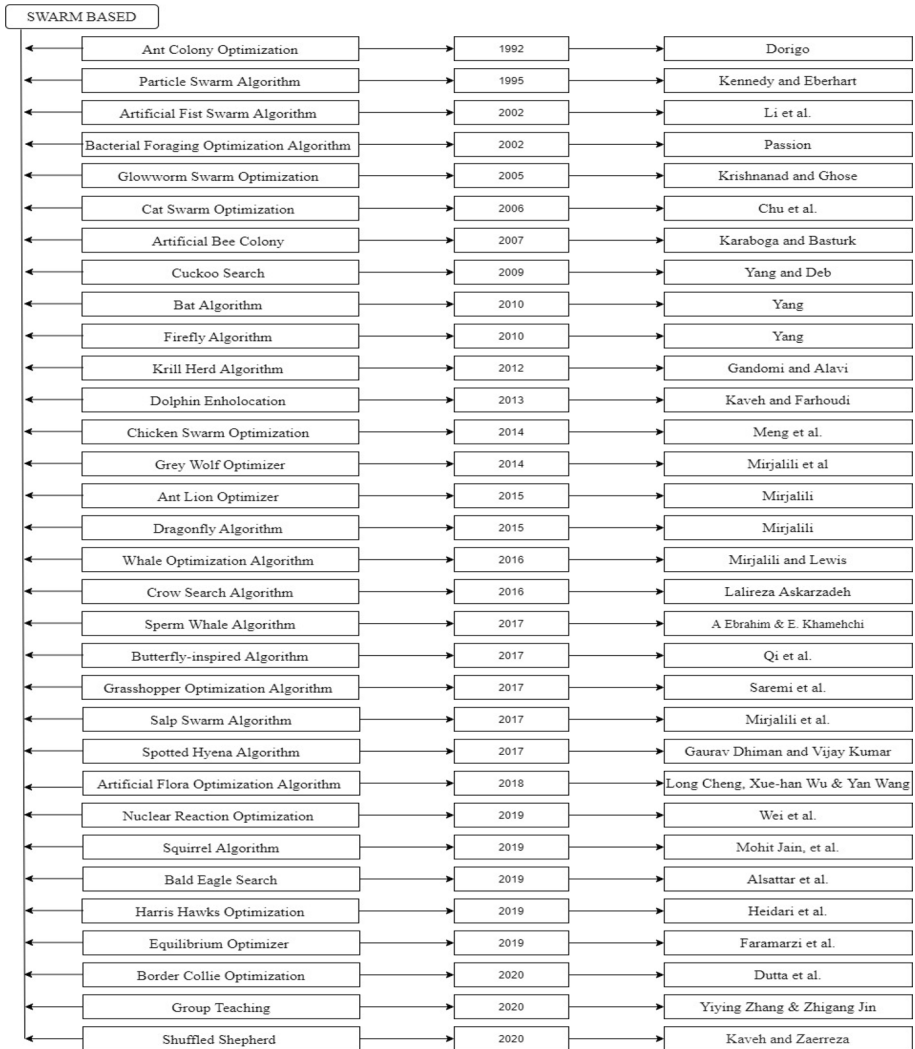 SWARM BASED
Ant Colony Optimization 1992 Dorigo
Particle Swarm Algorithm 1995 Kennedy and Eberhart
Artificial Fist Swarm Algorithm 2002 Li et al.
Bacterial Foraging Optimization Algorithm 2002 Passion
Glowworm Swarm Optimization 2005 Krishnanad and Ghose
Cat Swarm Optimization 2006 Chu et al.
Artificial Bee Colony 2007 Karaboga and Basturk
Cuckoo Search 2009 Yang and Deb
Bat Algorithm 2010 Yang
Firefly Algorithm 2010 Yang
Krill Herd Algorithm 2012 Gandomi and Alavi
Dolphin Enholocation 2013 Kaveh and Farhoudi
Chicken Swarm Optimization 2014 Meng et al.
Grey Wolf Optimizer 2014 Mirjalili et al
Ant Lion Optimizer 2015 Mirjalili
Dragonfly Algorithm 2015 Mirjalili
Whale Optimization Algorithm 2016 Mirjalili and Lewis
Crow Search Algorithm 2016 Lalireza Askarzadeh
Sperm Whale Algorithm 2017 A Ebrahim & E. Khamehchi
Butterfly-inspired Algorithm 2017 Qi et al.
Grasshopper Optimization Algorithm 2017 Saremi et al.
Salp Swarm Algorithm 2017 Mirjalili et al.
Spotted Hyena Algorithm 2017 Gaurav Dhiman and Vijay Kumar
Artificial Flora Optimization Algorithm 2018 Long Cheng, Xue-han Wu & Yan Wang
Nuclear Reaction Optimization 2019 Wei et al.
Squirrel Algorithm 2019 Mohit Jain, et al.
Bald Eagle Search 2019 Alsattar et al.
Harris Hawks Optimization 2019 Heidari et al.
Equilibrium Optimizer 2019 Faramarzi et al.
Border Collie Optimization 2020 Dutta et al.
Group Teaching 2020 Yiying Zhang & Zhigang Jin
Shuffled Shepherd 2020 Kaveh and Zaerreza